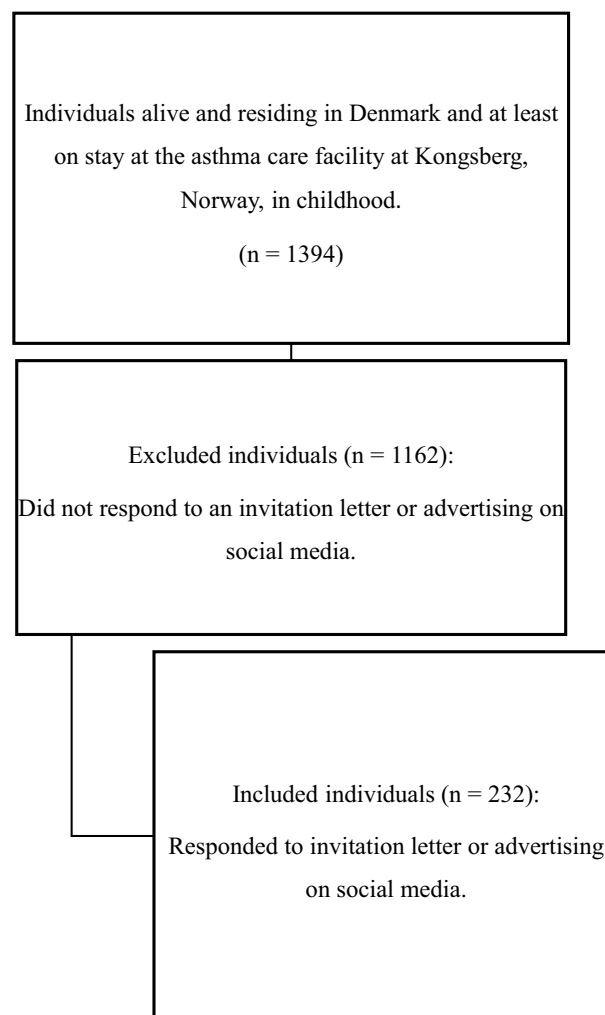 Individuals alive and residing in Denmark and at least
on stay at the asthma care facility at Kongsberg,
Norway, in childhood.
(n = 1394)
Excluded individuals (n = 1162):
Did not respond to an invitation letter or advertising on
social media.
Included individuals (n = 232):
Responded to invitation letter or advertising
on social media.